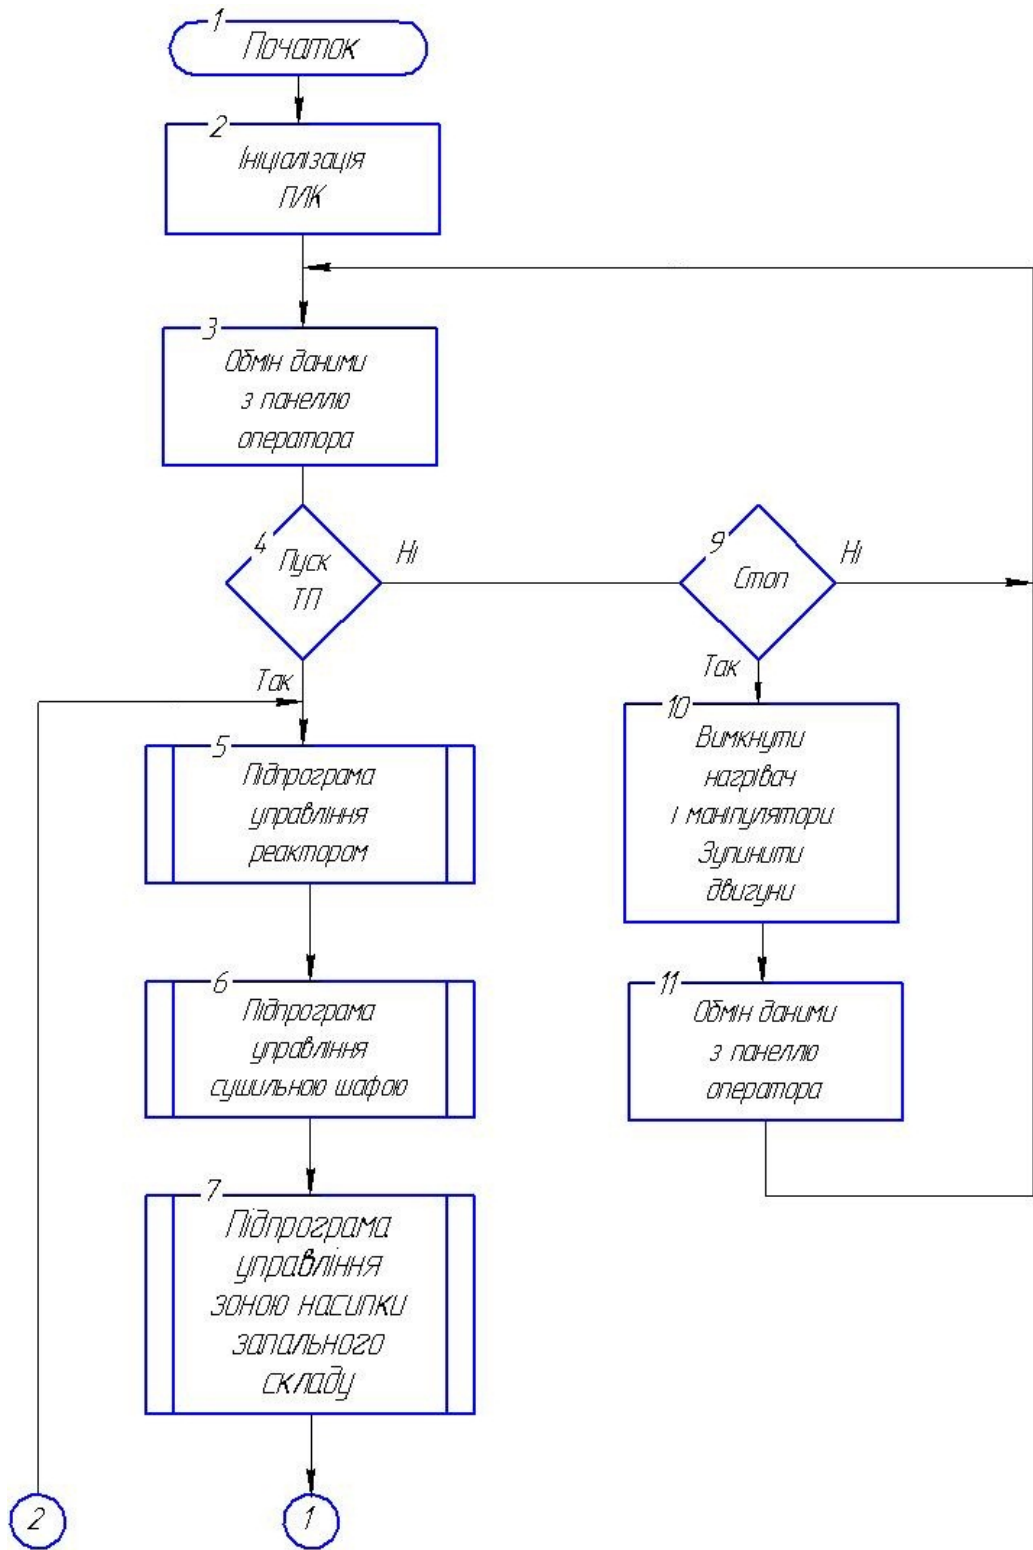 1
Початок
2
Ініціалізація
ПЛК
3
Обмін даними
з панеллю
оператора
4
Пуск
ТП
Ні
Так
9
Стоп
Ні
Так
10
Вимкнути
нагрівач
і маніпулятори.
Зупинити
двигуни
11
Обмін даними
з панеллю
оператора
5
Підпрограма
управління
реактором
6
Підпрограма
управління
сушильною шафою
7
Підпрограма
управління
зоною насипки
запального
складу
2
1